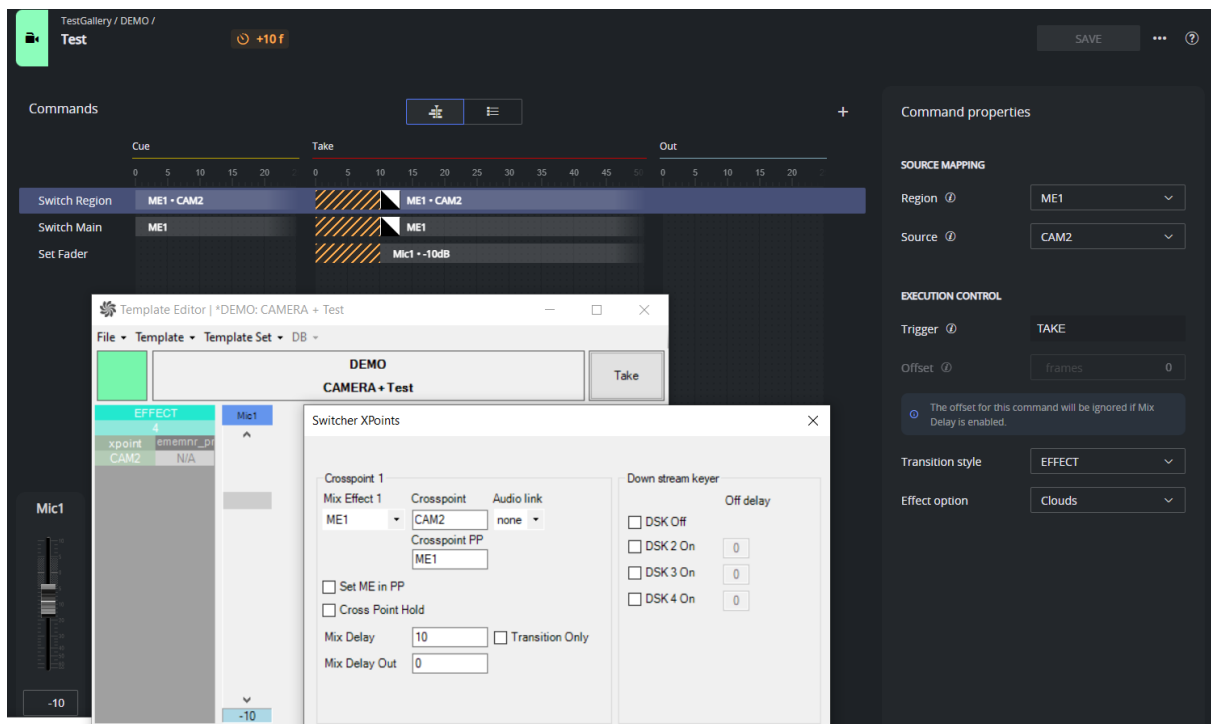 TestGallery / DEMO /
Test
+10 f
SAVE
Commands
Cue Take Out
0 5 10 15 20 0 5 10 15 20 25 30 35 40 45 50 0 5 10 15 20
Switch Region ME1 • CAM2 ME1 • CAM2
Switch Main ME1 ME1
Set Fader Mic1 • -10dB
Template Editor | *DEMO: CAMERA + Test
File Template Template Set DB
DEMO
CAMERA + Test
Take
EFFECT
4
xpoint ememnr_pr
CAM2 N/A
Mic1
-10
Switcher XPoints
Crosspoint 1
Mix Effect 1 Crosspoint Audio link
ME1 CAM2 none
Crosspoint PP
ME1
Set ME in PP
Cross Point Hold
Mix Delay 10 Transition Only
Mix Delay Out 0
Down stream keyer
Off delay
DSK Off
DSK 2 On 0
DSK 3 On 0
DSK 4 On 0
Mic1
-10
Command properties
SOURCE MAPPING
Region ME1
Source CAM2
EXECUTION CONTROL
Trigger TAKE
Offset frames 0
The offset for this command will be ignored if Mix
Delay is enabled.
Transition style EFFECT
Effect option Clouds